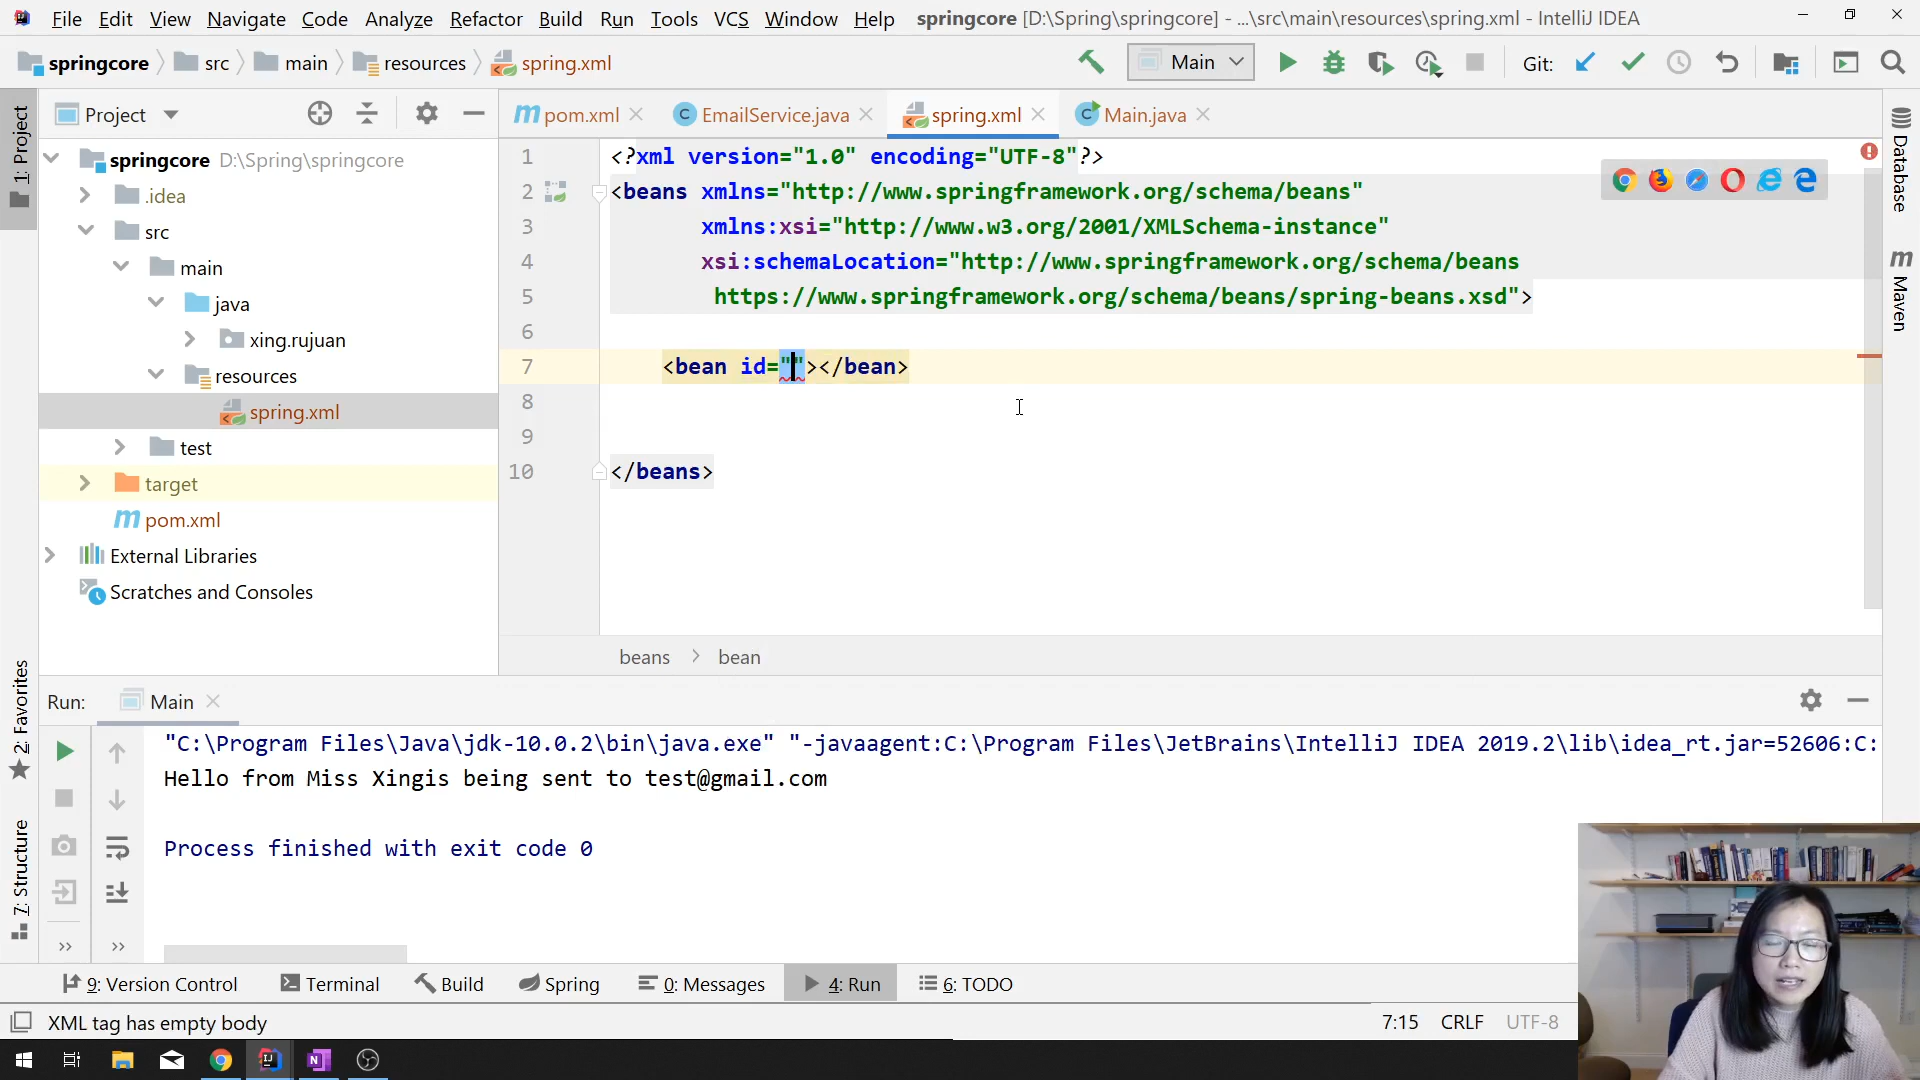 File Edit View Navigate Code Analyze Refactor Build Run Tools VCS Window Help springcore [D:\Spring\springcore] - ...\src\main\resources\spring.xml - IntelliJ IDEA
springcore src main resources spring.xml Main Git:
1: Project
Project
springcore D:\Spring\springcore
.idea
src
main
java
xing.rujuan
resources
spring.xml
test
target
pom.xml
External Libraries
Scratches and Consoles
pom.xml EmailService.java spring.xml Main.java
1 <?xml version="1.0" encoding="UTF-8"?>
2 <beans xmlns="http://www.springframework.org/schema/beans"
3 xmlns:xsi="http://www.w3.org/2001/XMLSchema-instance"
4 xsi:schemaLocation="http://www.springframework.org/schema/beans
5 https://www.springframework.org/schema/beans/spring-beans.xsd">
6
7 <bean id=""></bean>
8
9
10 </beans>
beans bean
Database
Maven
2: Favorites
7: Structure
Run: Main
"C:\Program Files\Java\jdk-10.0.2\bin\java.exe" "-javaagent:C:\Program Files\JetBrains\IntelliJ IDEA 2019.2\lib\idea_rt.jar=52606:C:
Hello from Miss Xingis being sent to test@gmail.com
Process finished with exit code 0
9: Version Control Terminal Build Spring 0: Messages 4: Run 6: TODO
XML tag has empty body 7:15 CRLF UTF-8